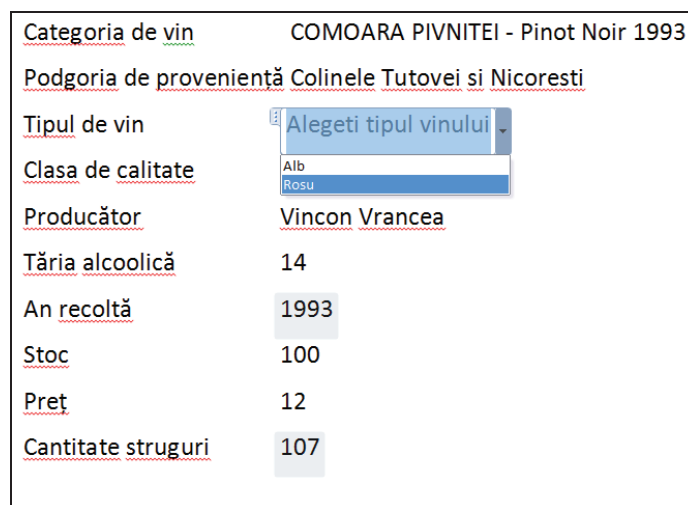 Categoria de vin COMOARA PIVNITEI - Pinot Noir 1993
Podgoria de proveniență Colinele Tutovei si Nicoresti
Tipul de vin Alegeti tipul vinului
Alb
Clasa de calitate
Rosu
Producător Vincon Vrancea
Tăria alcoolică 14
An recoltă 1993
Stoc 100
Preț 12
Cantitate struguri 107